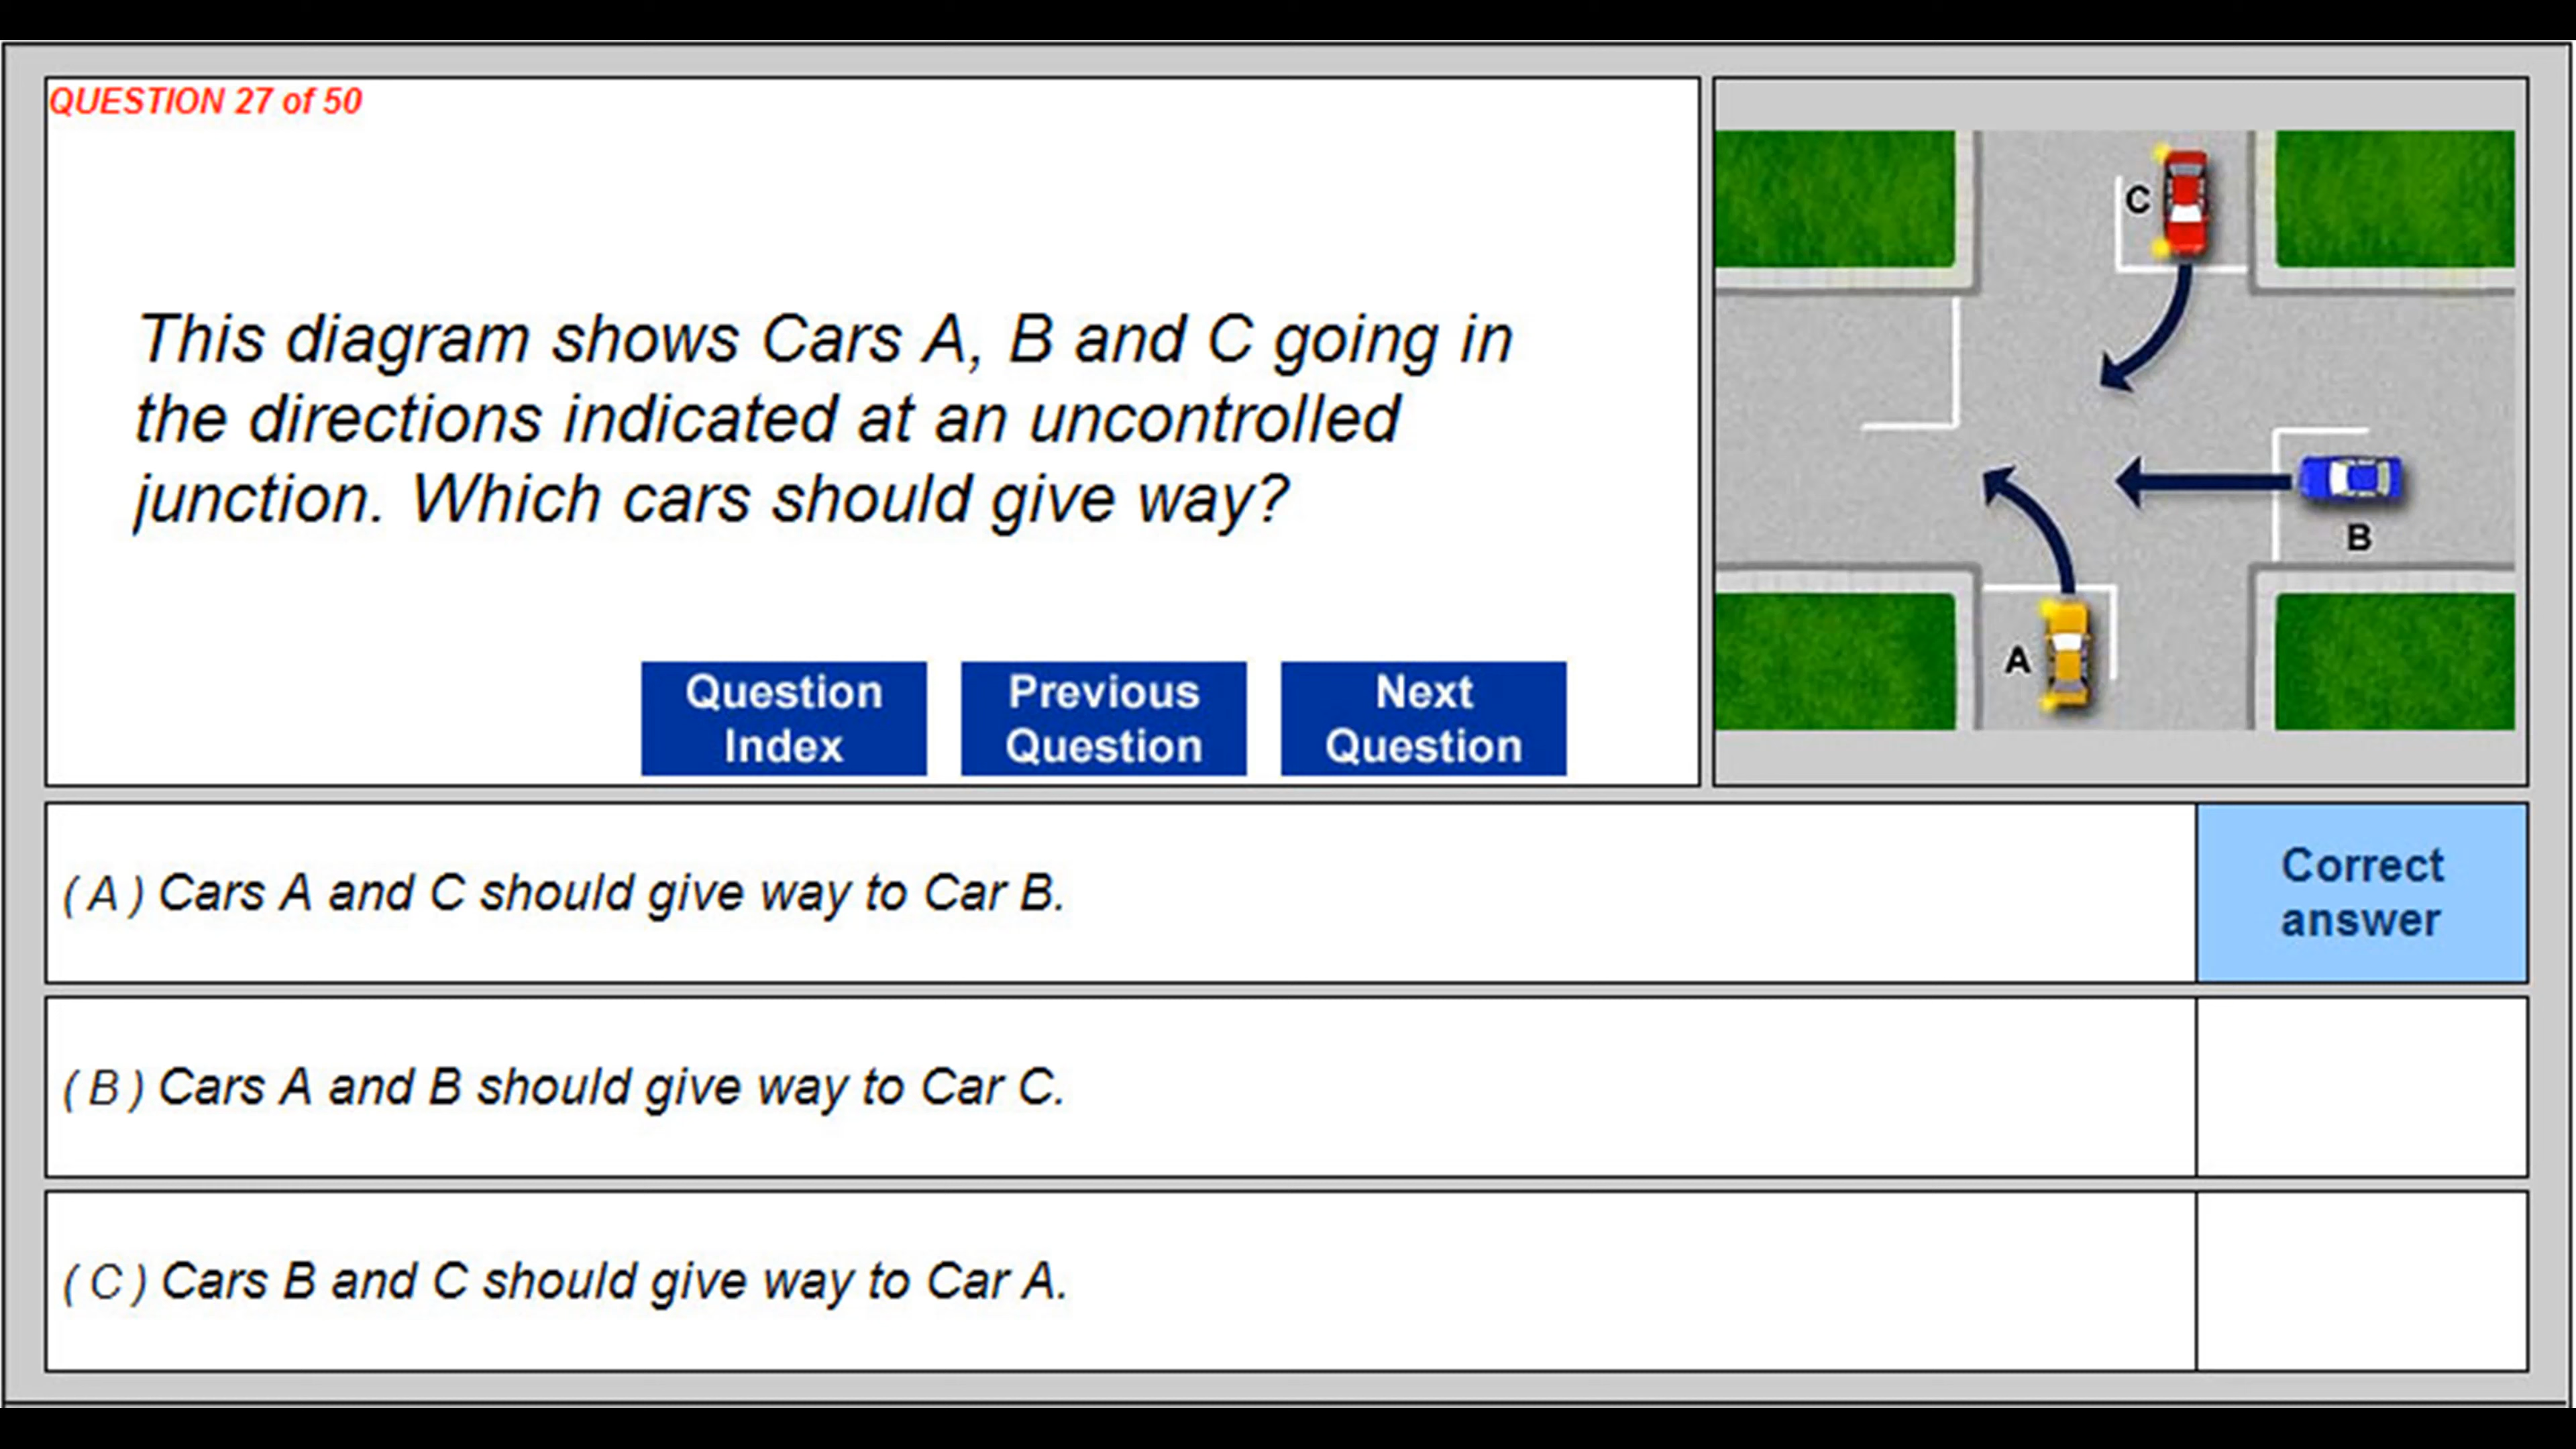 QUESTION 27 of 50
This diagram shows Cars A, B and C going in
the directions indicated at an uncontrolled
junction. Which cars should give way?
Question
Index
Previous
Question
Next
Question
C
B
A
( A ) Cars A and C should give way to Car B.
Correct
answer
( B ) Cars A and B should give way to Car C.
( C ) Cars B and C should give way to Car A.